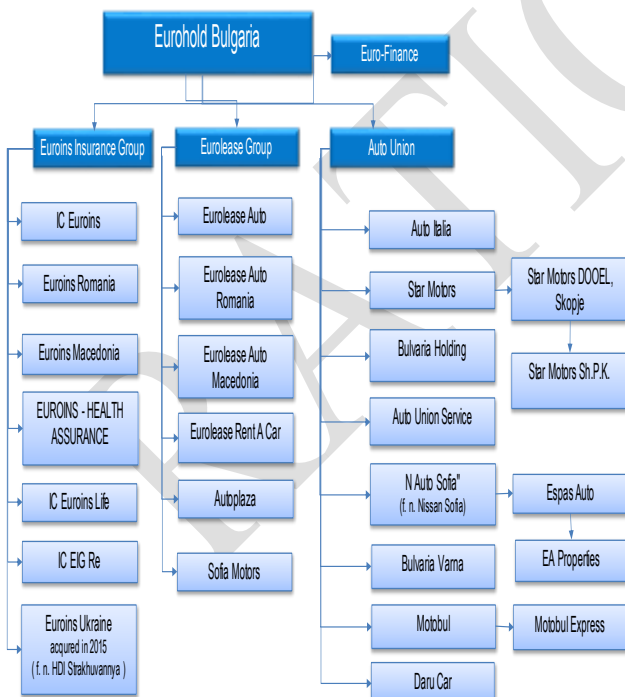 Eurohold Bulgaria
Euro-Finance
Euroins Insurance Group
Eurolease Group
Auto Union
IC Euroins
Euroins Romania
Euroins Macedonia
EUROINS - HEALTH
ASSURANCE
IC Euroins Life
IC EIG Re
Euroins Ukraine
acqured in 2015
( f. n. HDI Strakhuvannya )
Eurolease Auto
Eurolease Auto
Romania
Eurolease Auto
Macedonia
Eurolease Rent A Car
Autoplaza
Sofia Motors
Auto Italia
Star Motors
Bulvaria Holding
Auto Union Service
N Auto Sofia"
(f. n. Nissan Sofia)
Bulvaria Varna
Motobul
Daru Car
Star Motors DOOEL,
Skopje
Star Motors Sh.P.K.
Espas Auto
EA Properties
Motobul Express